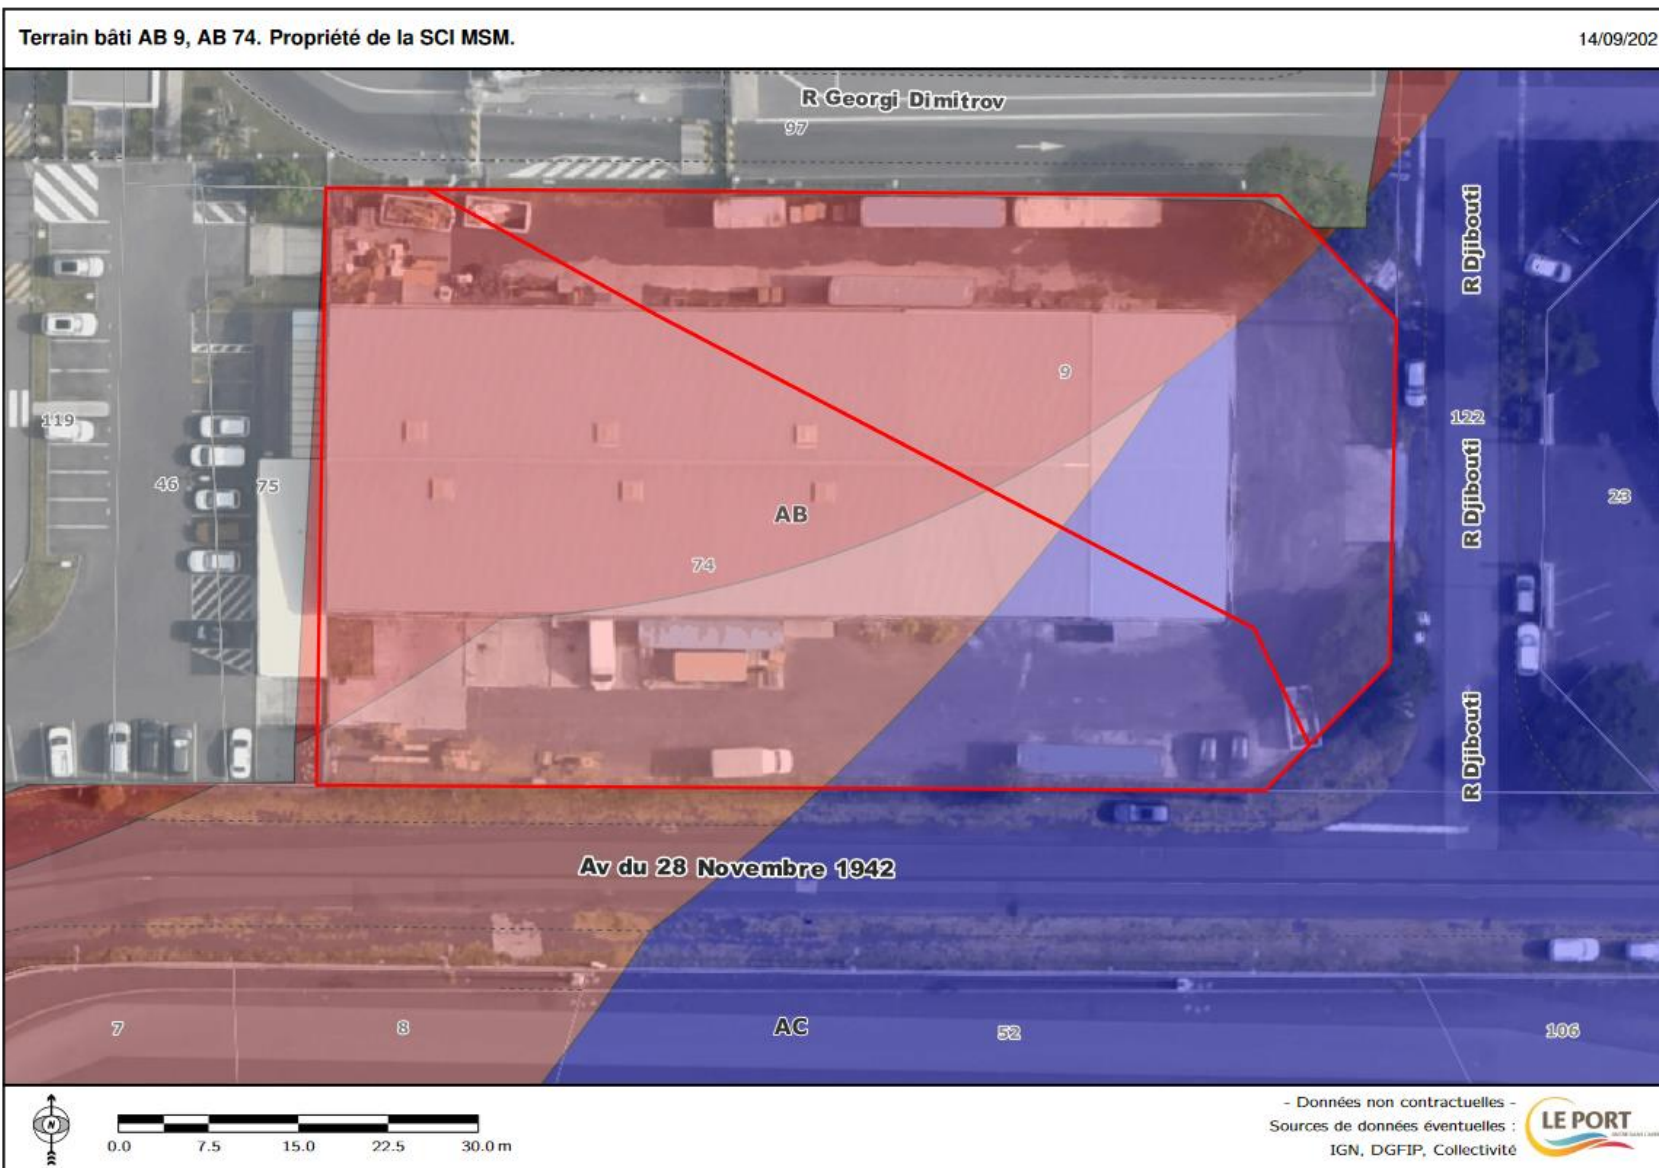 Terrain bâti AB 9, AB 74. Propriété de la SCI MSM.
14/09/202
R Georgi Dimitrov
97
R Djibouti
9
119
122
46
75
R Djibouti
23
AB
74
R Djibouti
Av du 28 Novembre 1942
7
8
AC
52
106
N
0.0 7.5 15.0 22.5 30.0 m
- Données non contractuelles -
Sources de données éventuelles :
IGN, DGFIP, Collectivité
LE PORT